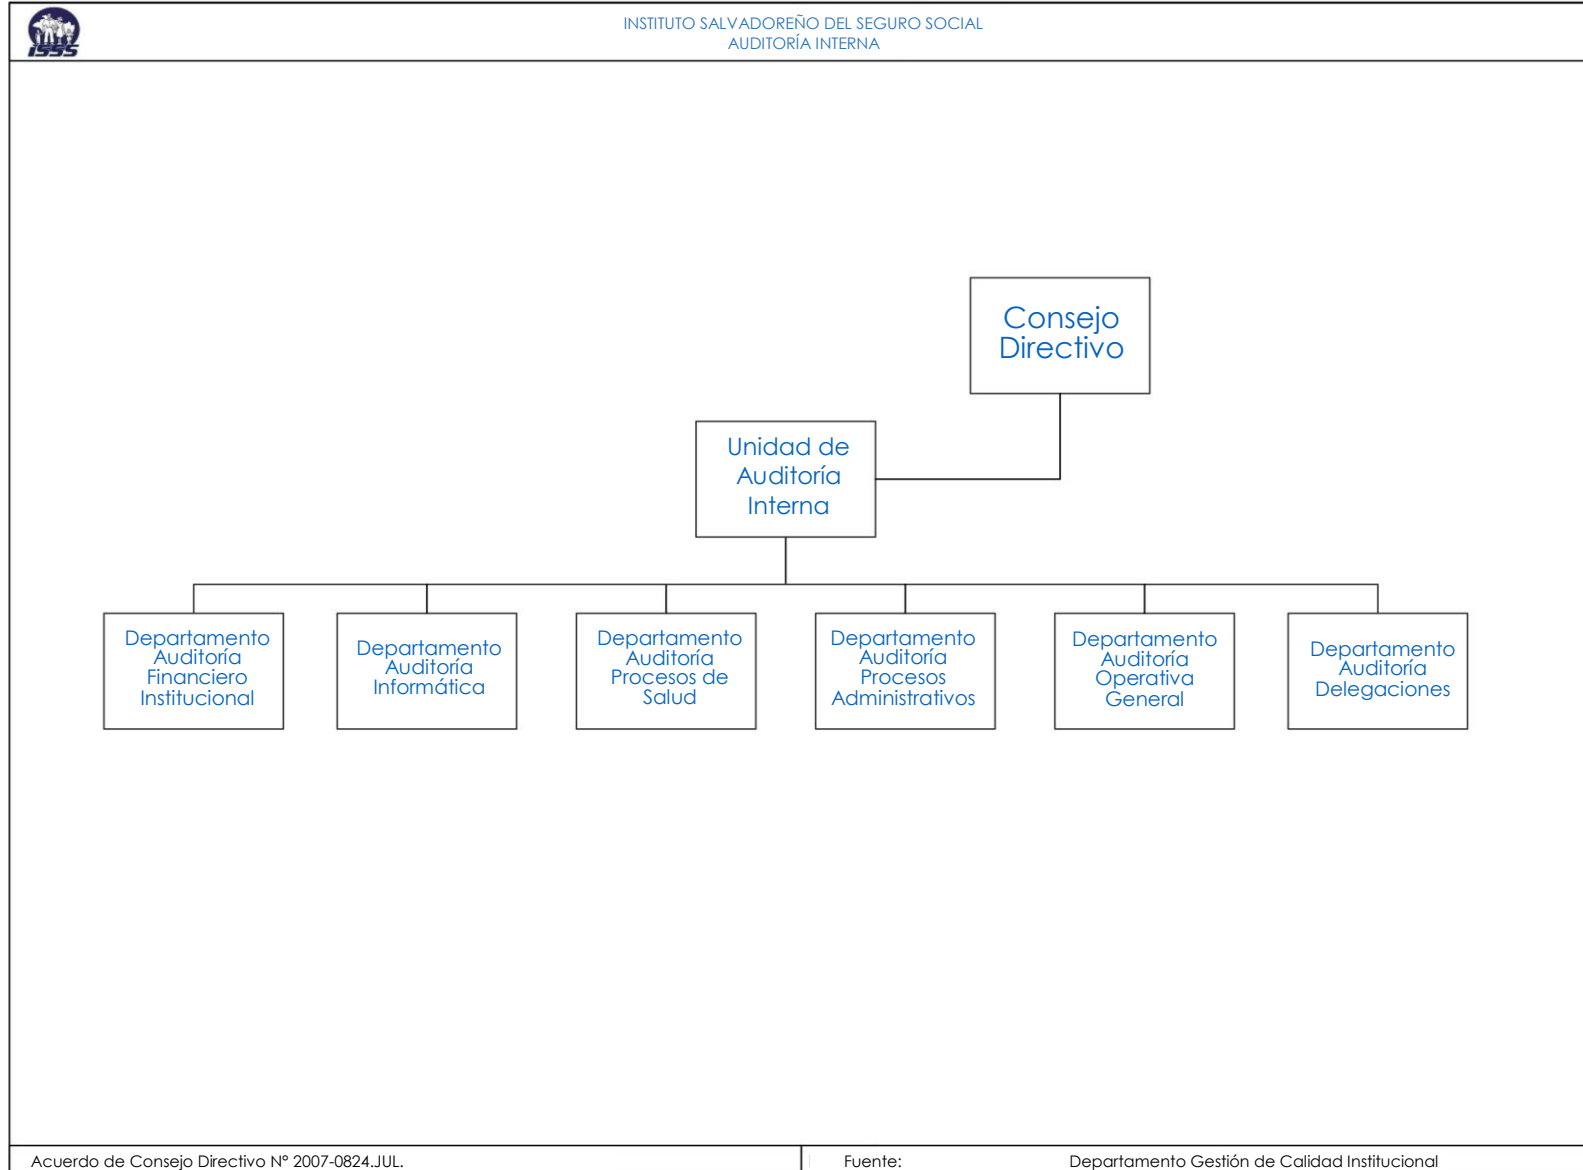 INSTITUTO SALVADOREÑO DEL SEGURO SOCIAL
AUDITORÍA INTERNA
ISSS
Consejo
Directivo
Unidad de
Auditoría
Interna
Departamento
Auditoría
Financiero
Institucional
Departamento
Auditoría
Informática
Departamento
Auditoría
Procesos de
Salud
Departamento
Auditoría
Procesos
Administrativos
Departamento
Auditoría
Operativa
General
Departamento
Auditoría
Delegaciones
Acuerdo de Consejo Directivo N° 2007-0824.JUL.
Fuente: Departamento Gestión de Calidad Institucional